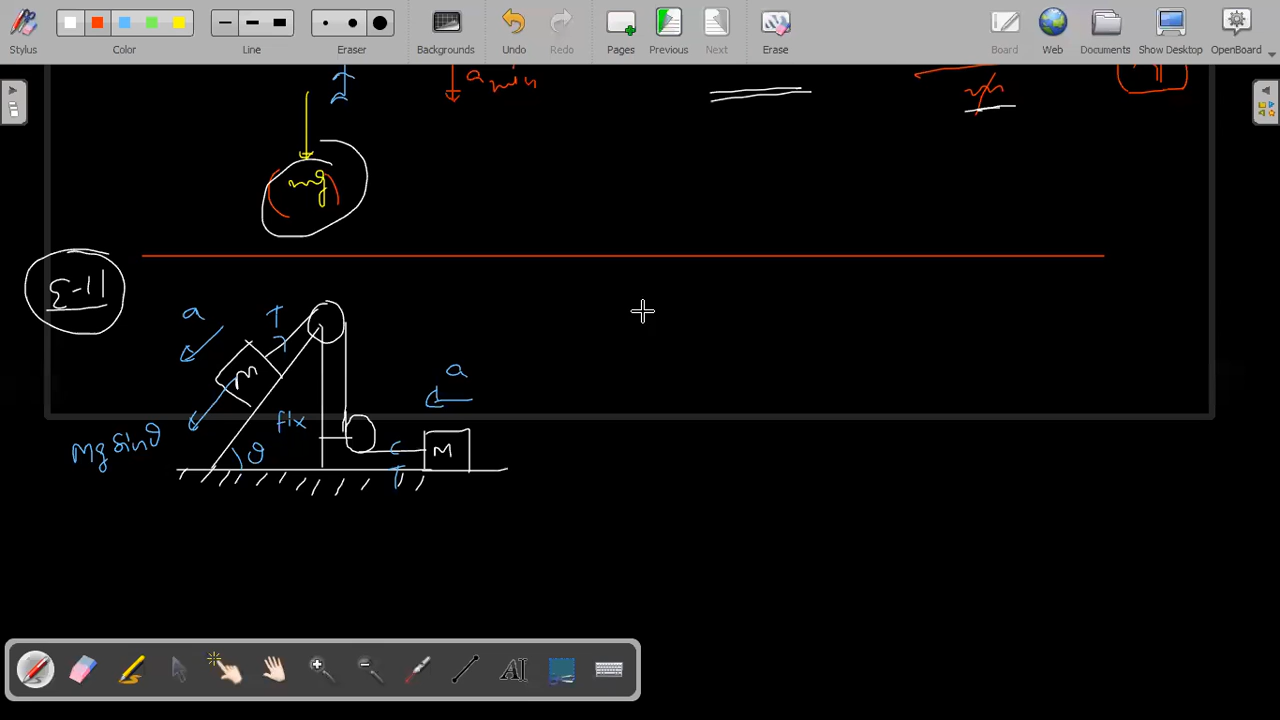 Stylus
Color
Line
Eraser
Backgrounds
Undo
Redo
Pages
Previous
Next
Erase
Board
Web
Documents
Show Desktop
OpenBoard
a min
mg
a
T
M
a
fix
Mg sinθ
θ
T
M
AI